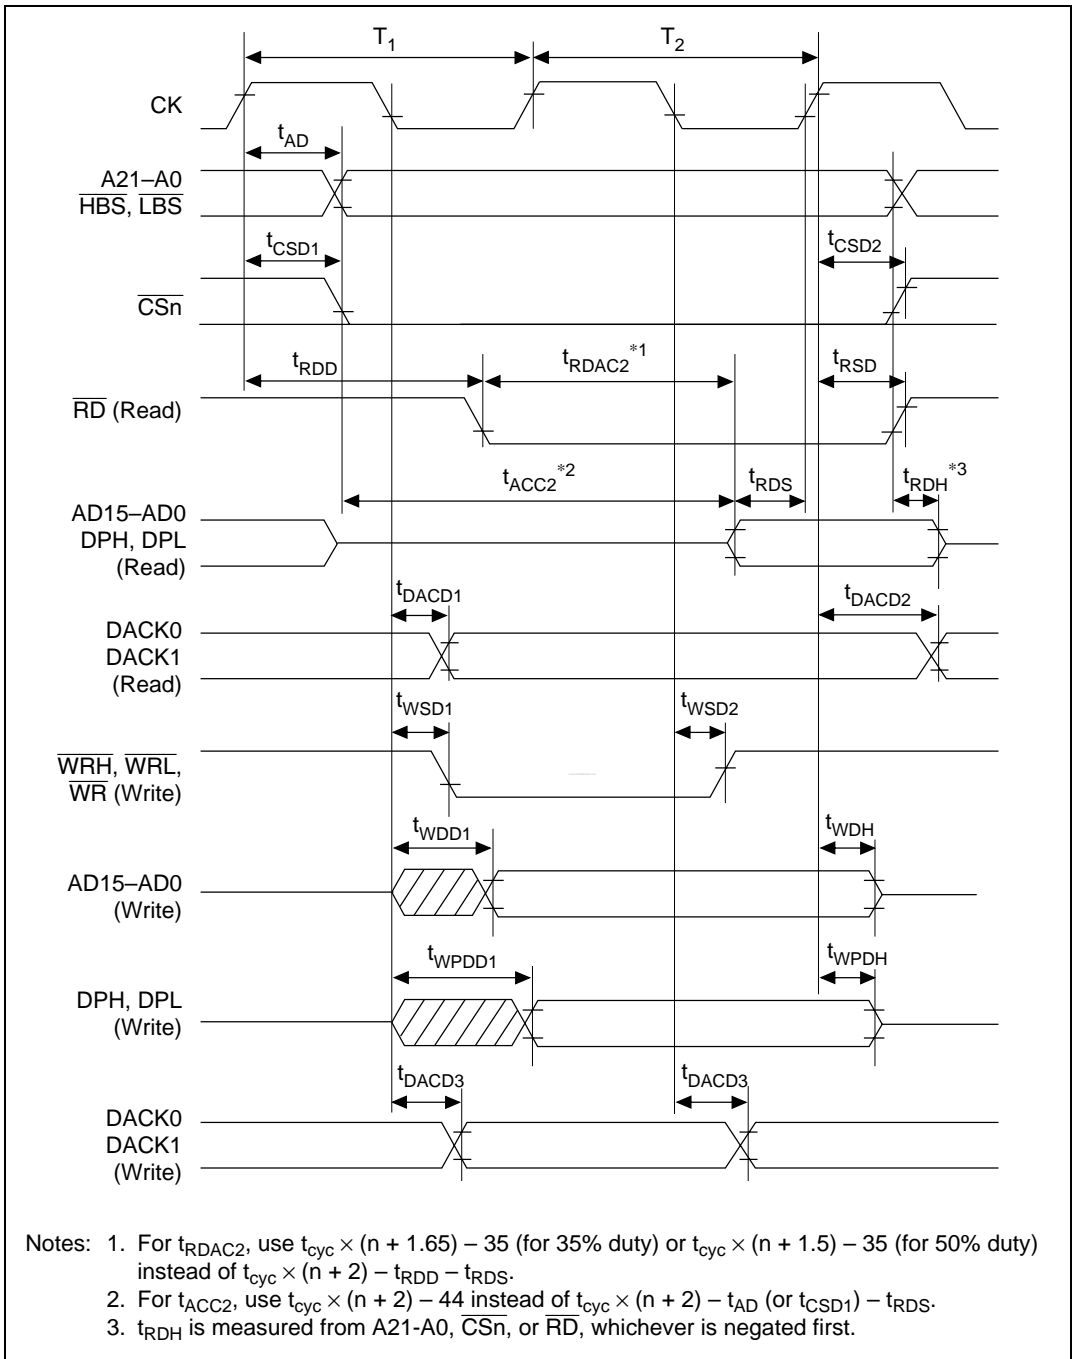 T1 T2
CK
tAD
A21–A0
HBS, LBS
tCSD1 tCSD2
CSn
tRDD tRDAC2*1 tRSD
RD (Read)
tACC2*2 tRDS tRDH*3
AD15–AD0
DPH, DPL
(Read)
tDACD1 tDACD2
DACK0
DACK1
(Read)
tWSD1 tWSD2
WRH, WRL,
WR (Write)
tWDD1 tWDH
AD15–AD0
(Write)
tWPDD1 tWPDH
DPH, DPL
(Write)
tDACD3 tDACD3
DACK0
DACK1
(Write)
Notes: 1. For tRDAC2, use tcyc × (n + 1.65) – 35 (for 35% duty) or tcyc × (n + 1.5) – 35 (for 50% duty)
instead of tcyc × (n + 2) – tRDD – tRDS.
2. For tACC2, use tcyc × (n + 2) – 44 instead of tcyc × (n + 2) – tAD (or tCSD1) – tRDS.
3. tRDH is measured from A21-A0, CSn, or RD, whichever is negated first.